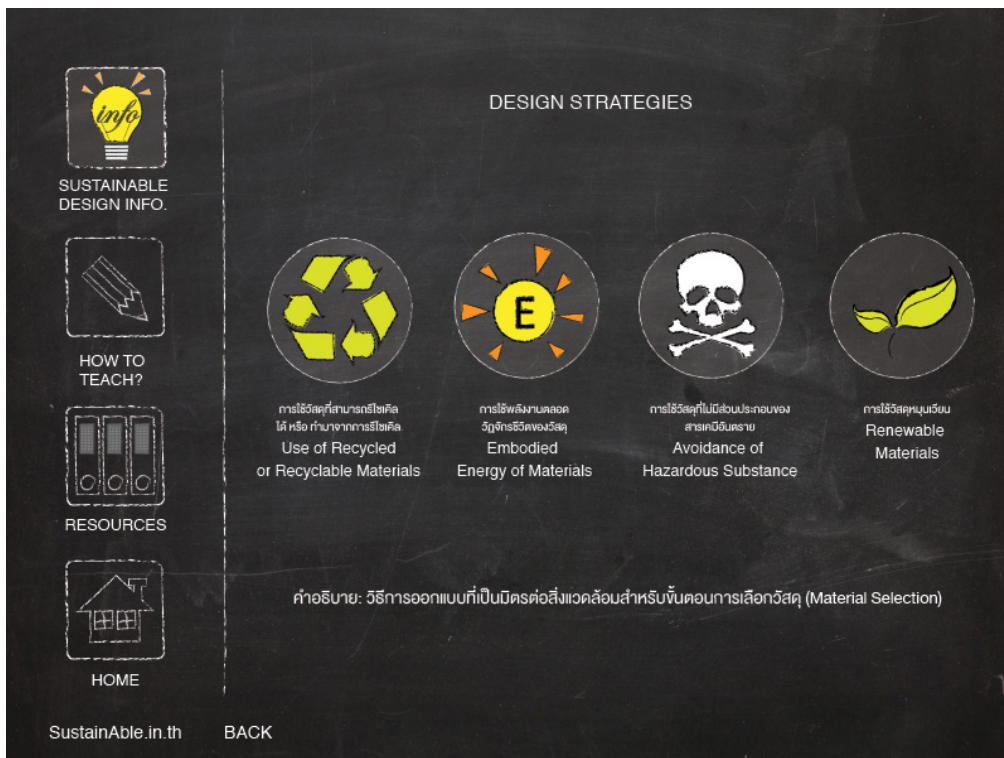 info
SUSTAINABLE
DESIGN INFO.
HOW TO
TEACH?
RESOURCES
HOME
DESIGN STRATEGIES
E
การใช้วัสดุที่สามารถรีไซเคิล
ได้ หรือ ทำมาจากการรีไซเคิล
Use of Recycled
or Recyclable Materials
การใช้พลังงานตลอด
วัฏจักรชีวิตของวัสดุ
Embodied
Energy of Materials
การใช้วัสดุที่ไม่มีส่วนประกอบของ
สารเคมีอันตราย
Avoidance of
Hazardous Substance
การใช้วัสดุหมุนเวียน
Renewable
Materials
คำอธิบาย: วิธีการออกแบบที่เป็นมิตรต่อสิ่งแวดล้อมสำหรับขั้นตอนการเลือกวัสดุ (Material Selection)
SustainAble.in.th
BACK